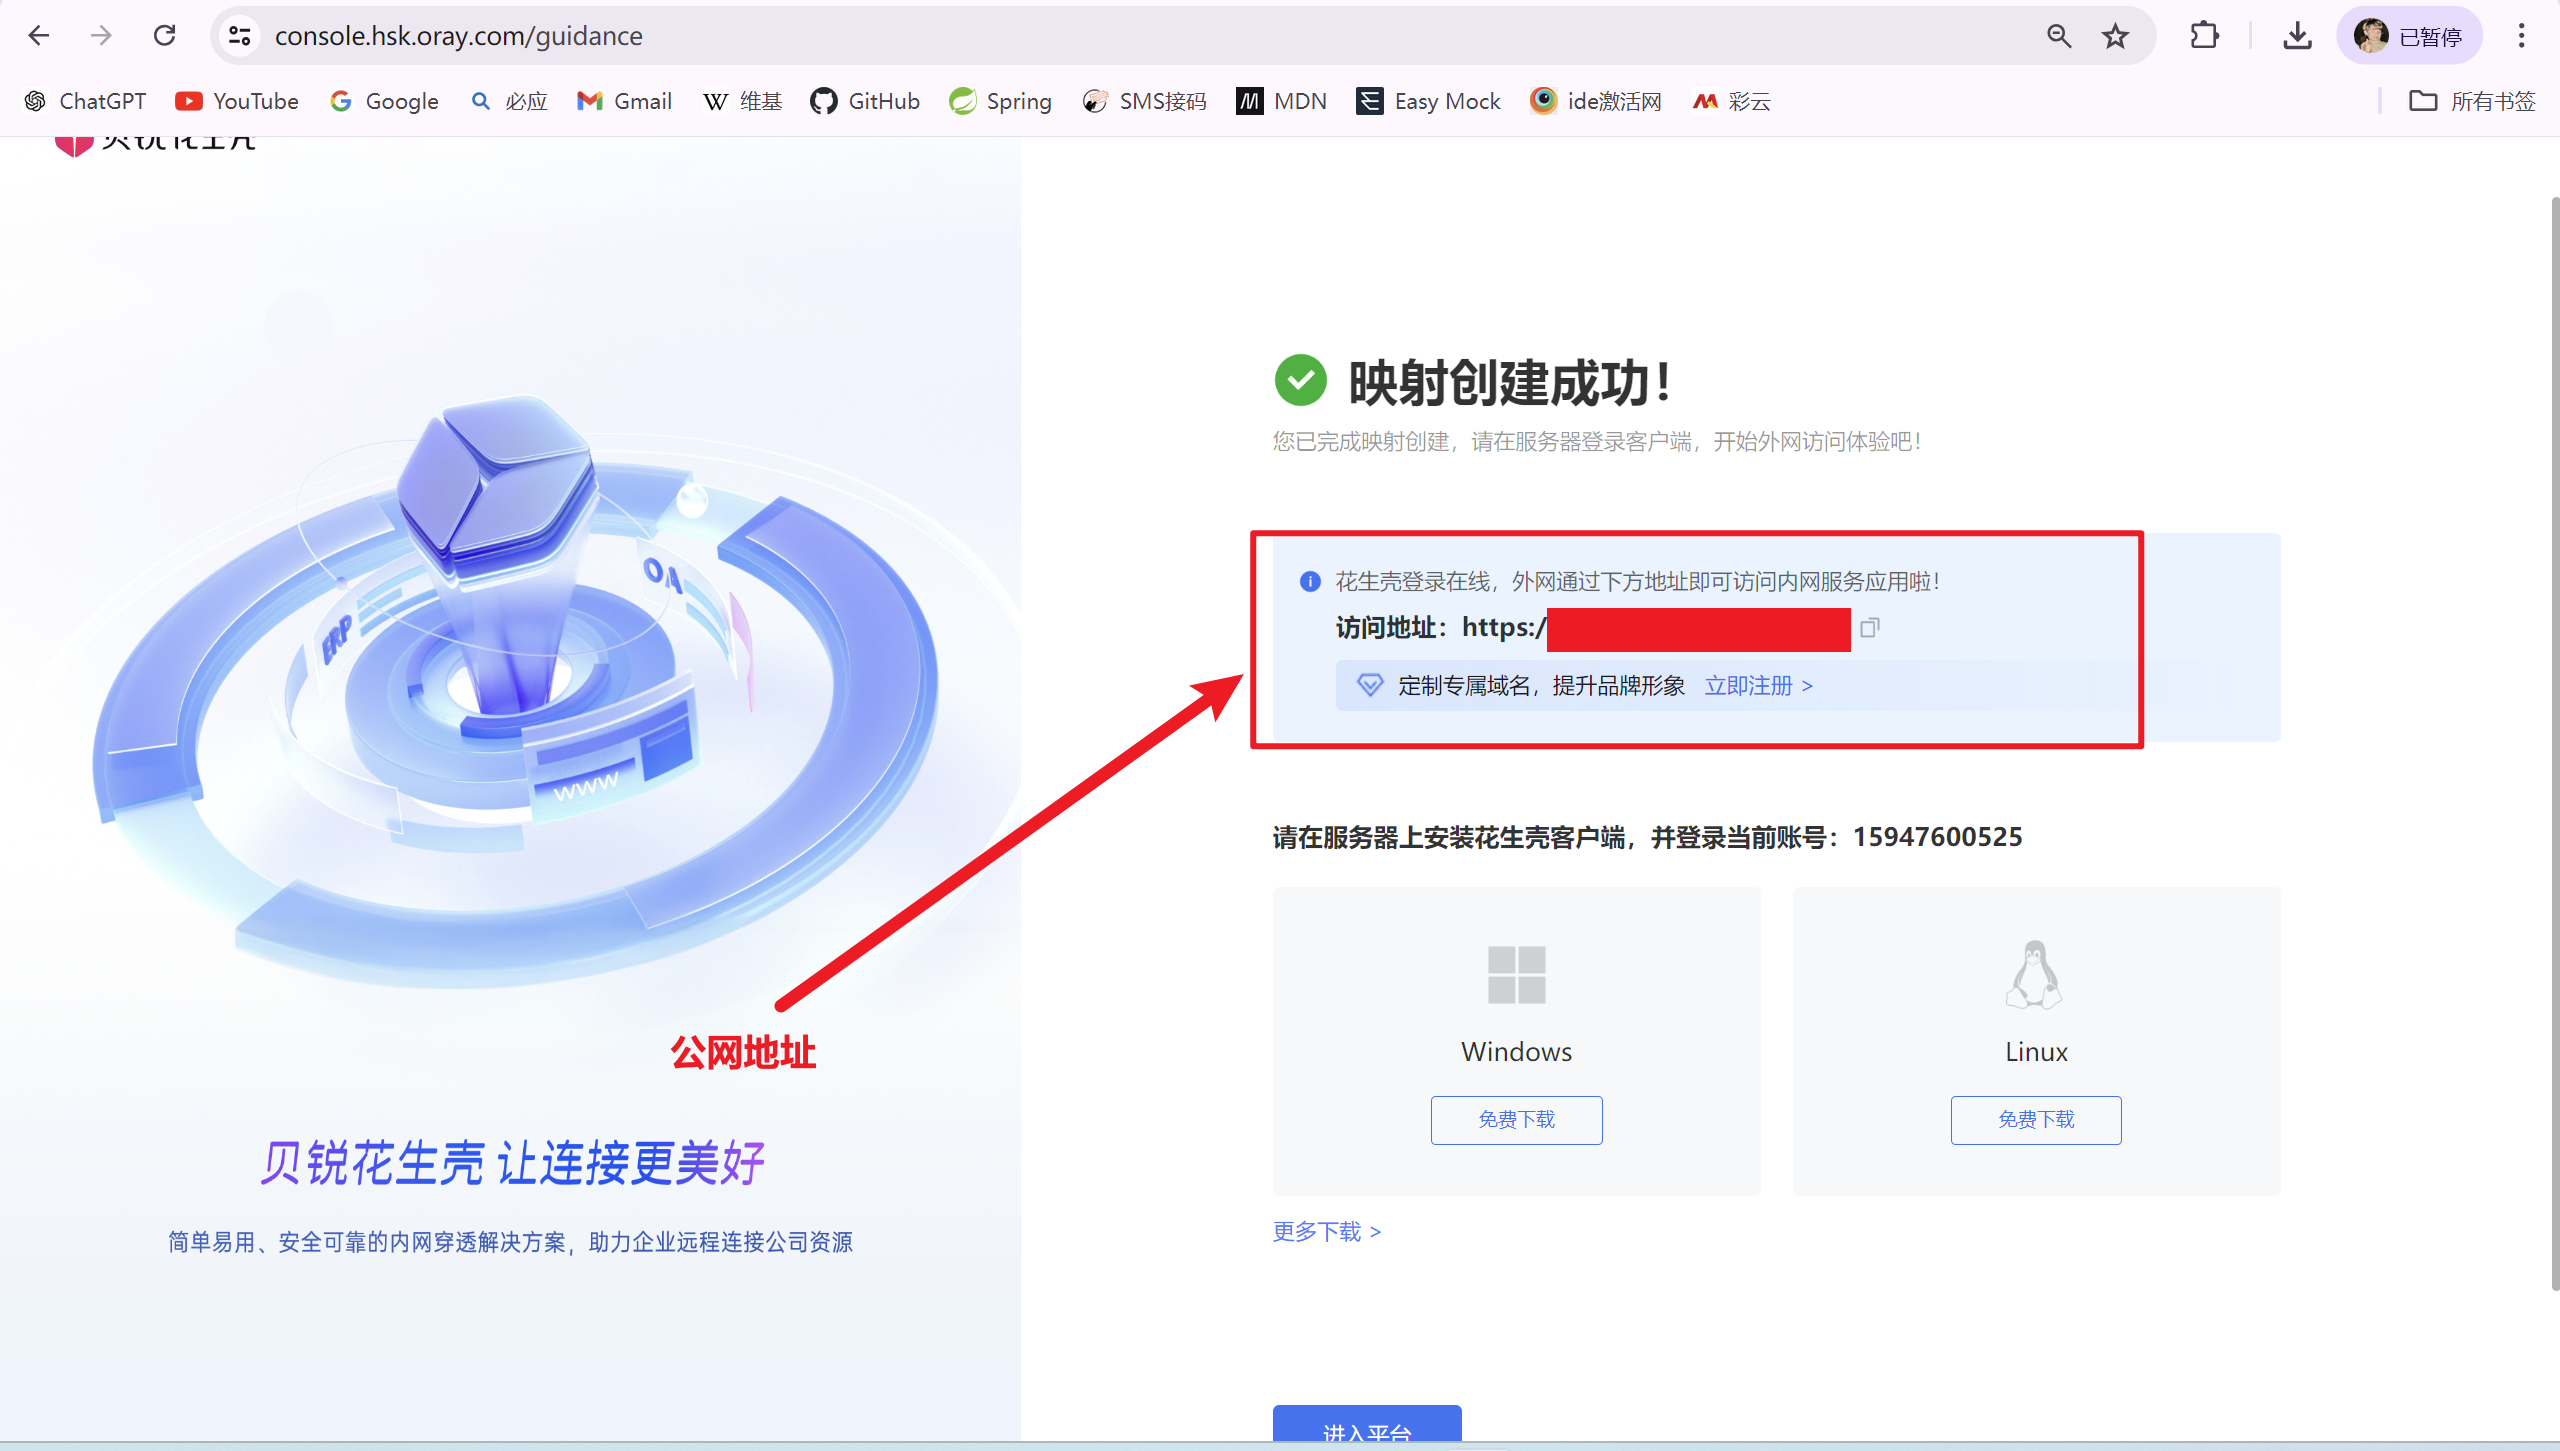 console.hsk.oray.com/guidance
已暂停
ChatGPT YouTube Google 必应 Gmail 维基 GitHub Spring SMS接码 MDN Easy Mock ide激活网 彩云 所有书签
贝锐花生壳
映射创建成功！
您已完成映射创建，请在服务器登录客户端，开始外网访问体验吧！
花生壳登录在线，外网通过下方地址即可访问内网服务应用啦！
访问地址：https:/
定制专属域名，提升品牌形象 立即注册 >
OA
ERP
www
请在服务器上安装花生壳客户端，并登录当前账号：15947600525
公网地址
Windows
Linux
免费下载
免费下载
贝锐花生壳 让连接更美好
简单易用、安全可靠的内网穿透解决方案，助力企业远程连接公司资源
更多下载 >
进入平台